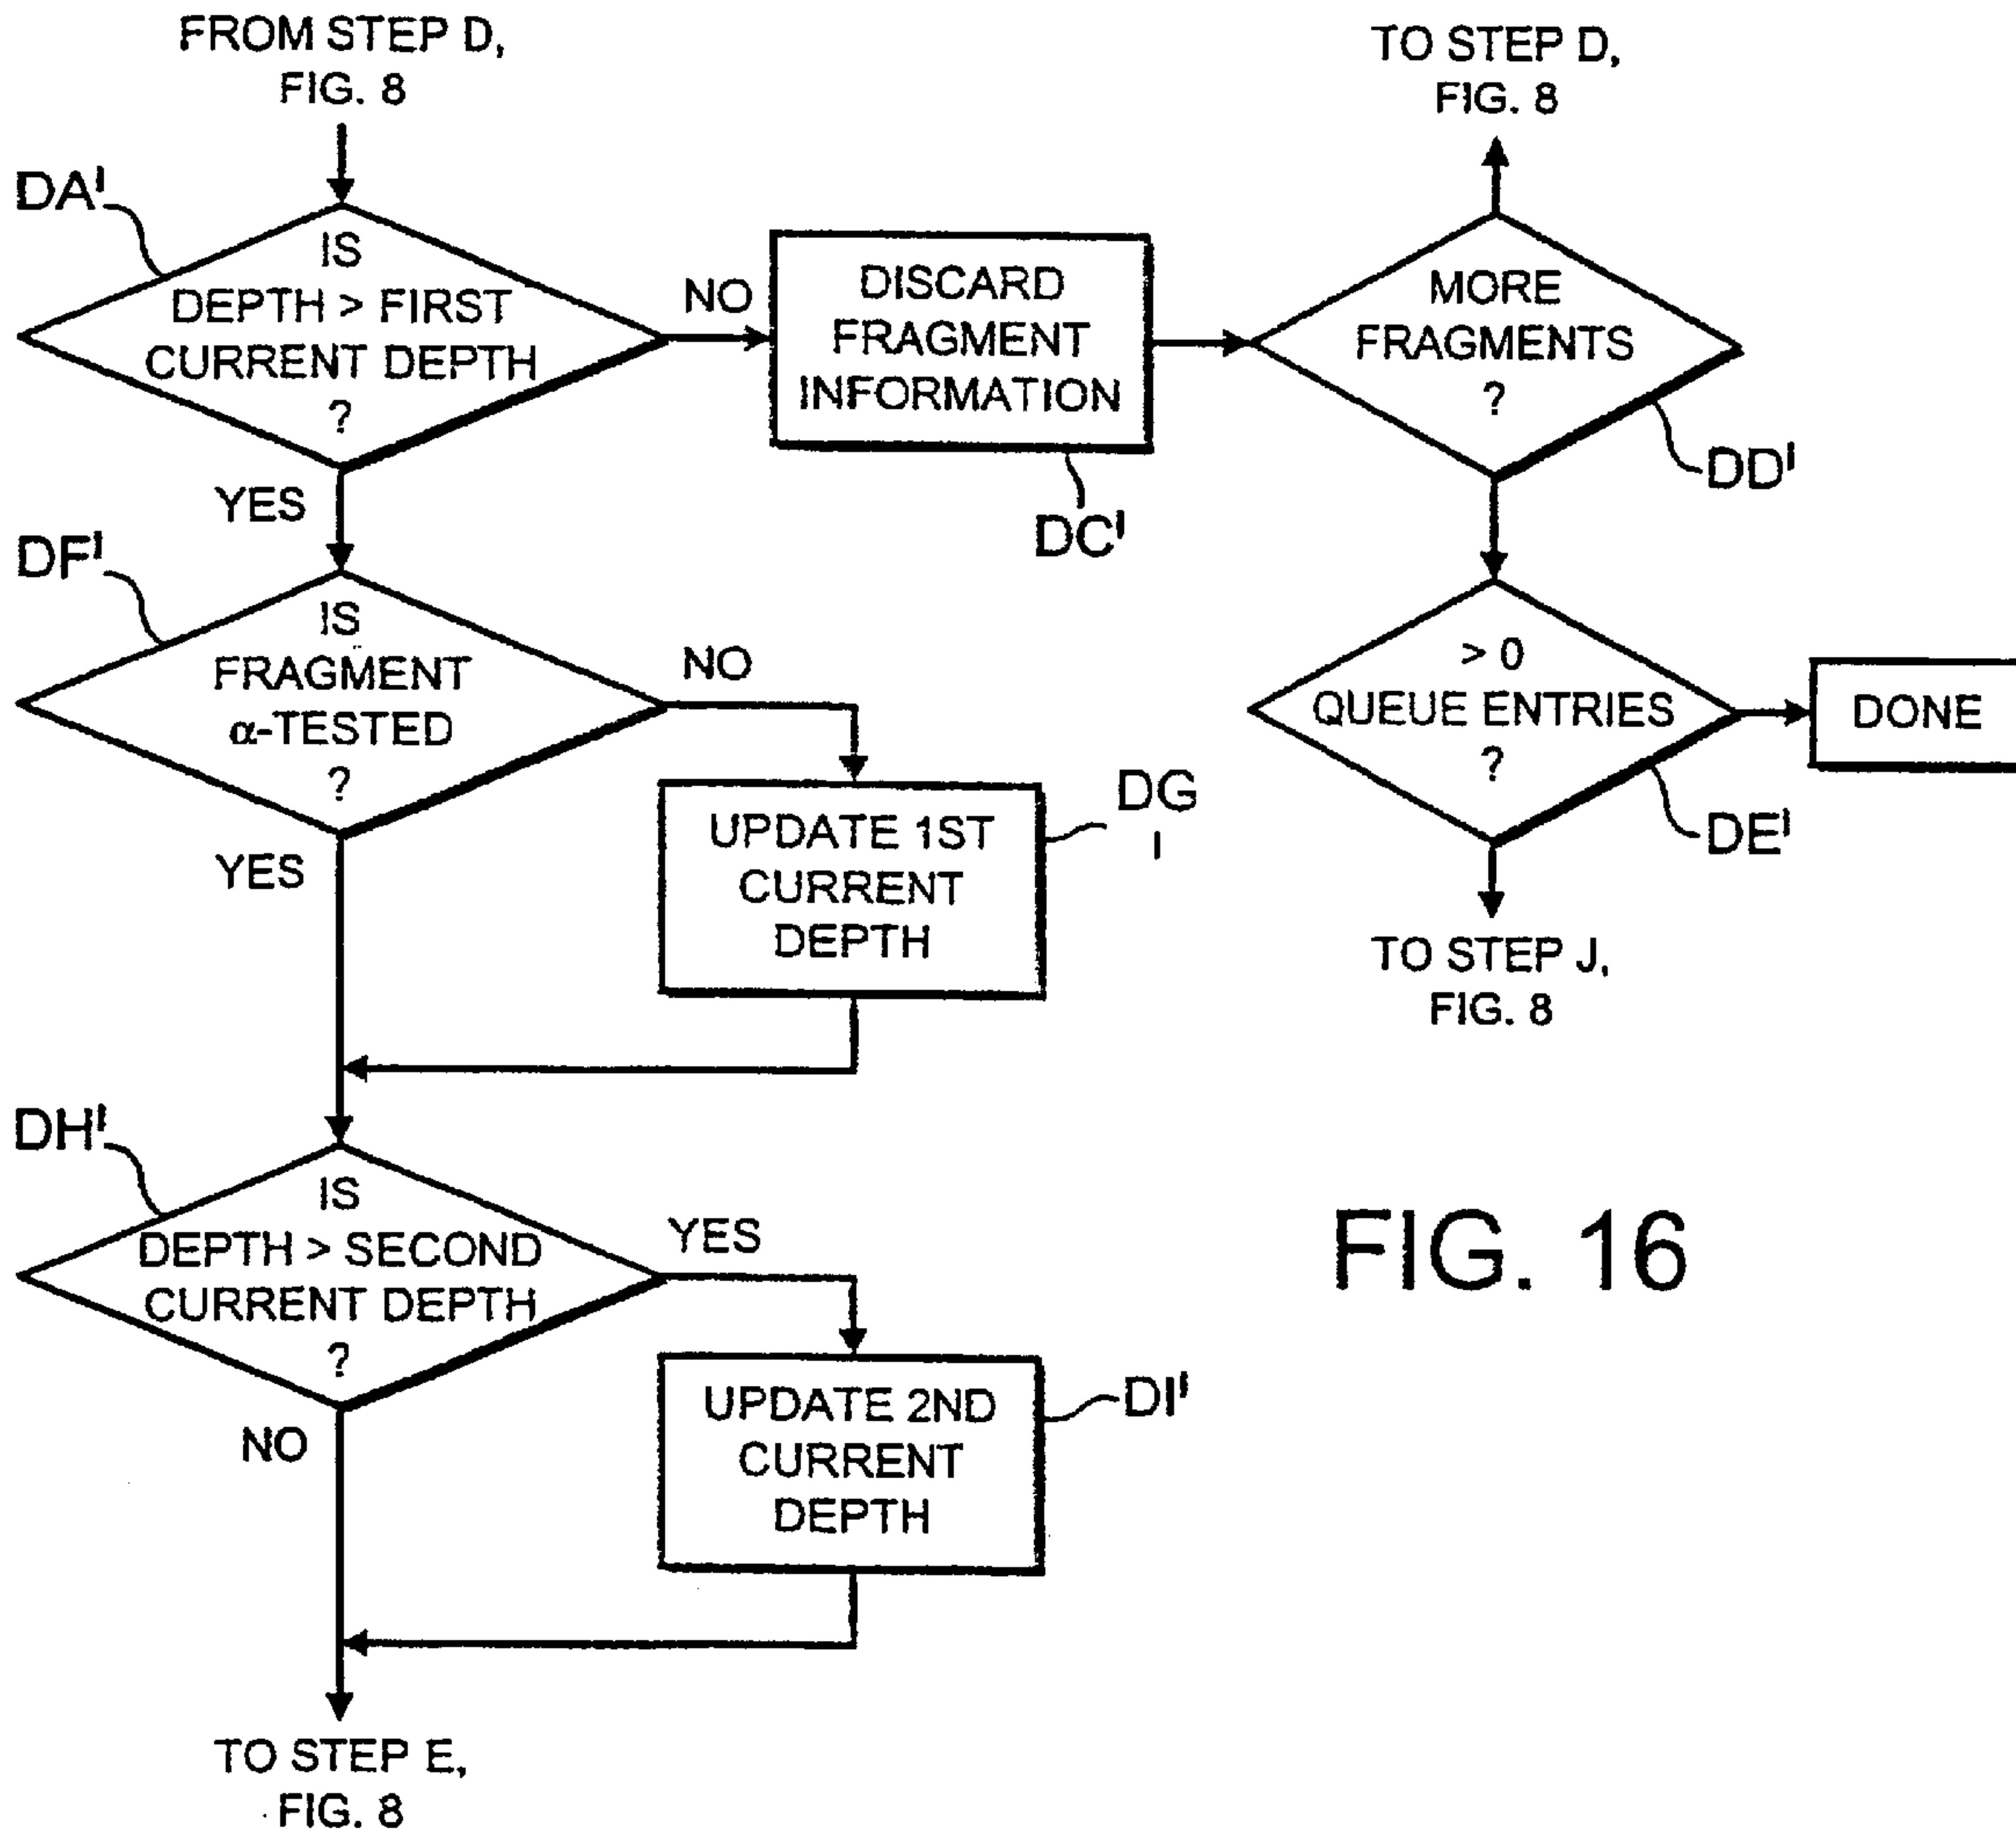 FROM STEP D,
FIG. 8
DA'
IS
DEPTH > FIRST
CURRENT DEPTH
?
NO
YES
DISCARD
FRAGMENT
INFORMATION
DC'
TO STEP D,
FIG. 8
MORE
FRAGMENTS
?
DD'
> 0
QUEUE ENTRIES
?
DE'
DONE
TO STEP J,
FIG. 8
DF'
IS
FRAGMENT
α-TESTED
?
NO
YES
UPDATE 1ST
CURRENT
DEPTH
DG
'
DH'
IS
DEPTH > SECOND
CURRENT DEPTH
?
YES
NO
UPDATE 2ND
CURRENT
DEPTH
DI'
TO STEP E,
FIG. 8
FIG. 16